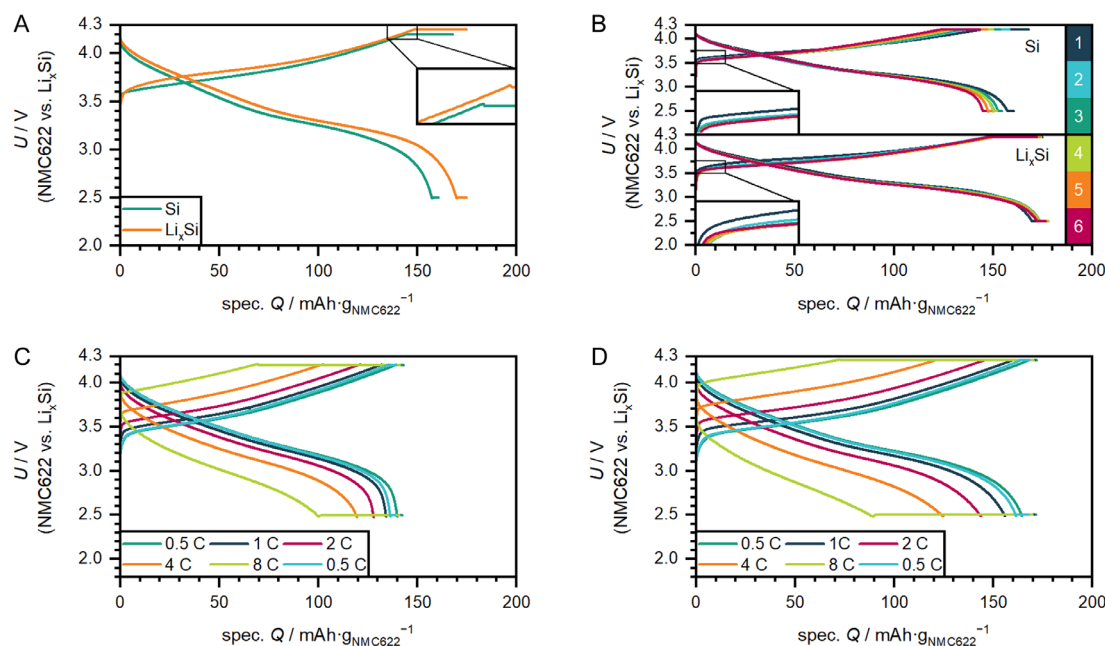 A
U / V
(NMC622 vs. LiₓSi)
4.3
4.0
3.5
3.0
2.5
2.0
Si
LiₓSi
0
50
100
150
200
spec. Q / mAh·g_NMC622⁻¹
B
U / V
(NMC622 vs. LiₓSi)
4.3
4.0
3.5
3.0
2.5
4.3
4.0
3.5
3.0
2.5
2.0
Si
LiₓSi
1
2
3
4
5
6
0
50
100
150
200
spec. Q / mAh·g_NMC622⁻¹
C
U / V
(NMC622 vs. LiₓSi)
4.3
4.0
3.5
3.0
2.5
2.0
0.5 C 1 C 2 C
4 C 8 C 0.5 C
0
50
100
150
200
spec. Q / mAh·g_NMC622⁻¹
D
U / V
(NMC622 vs. LiₓSi)
4.3
4.0
3.5
3.0
2.5
2.0
0.5 C 1C 2 C
4 C 8 C 0.5 C
0
50
100
150
200
spec. Q / mAh·g_NMC622⁻¹